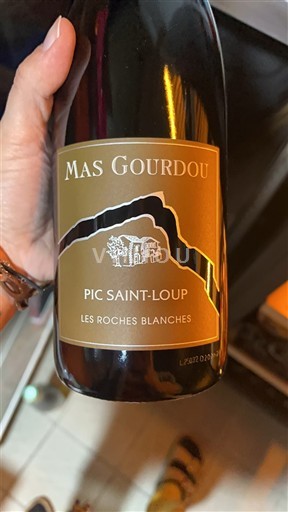 MAS GOURDOU
PIC SAINT-LOUP
LES ROCHES BLANCHES